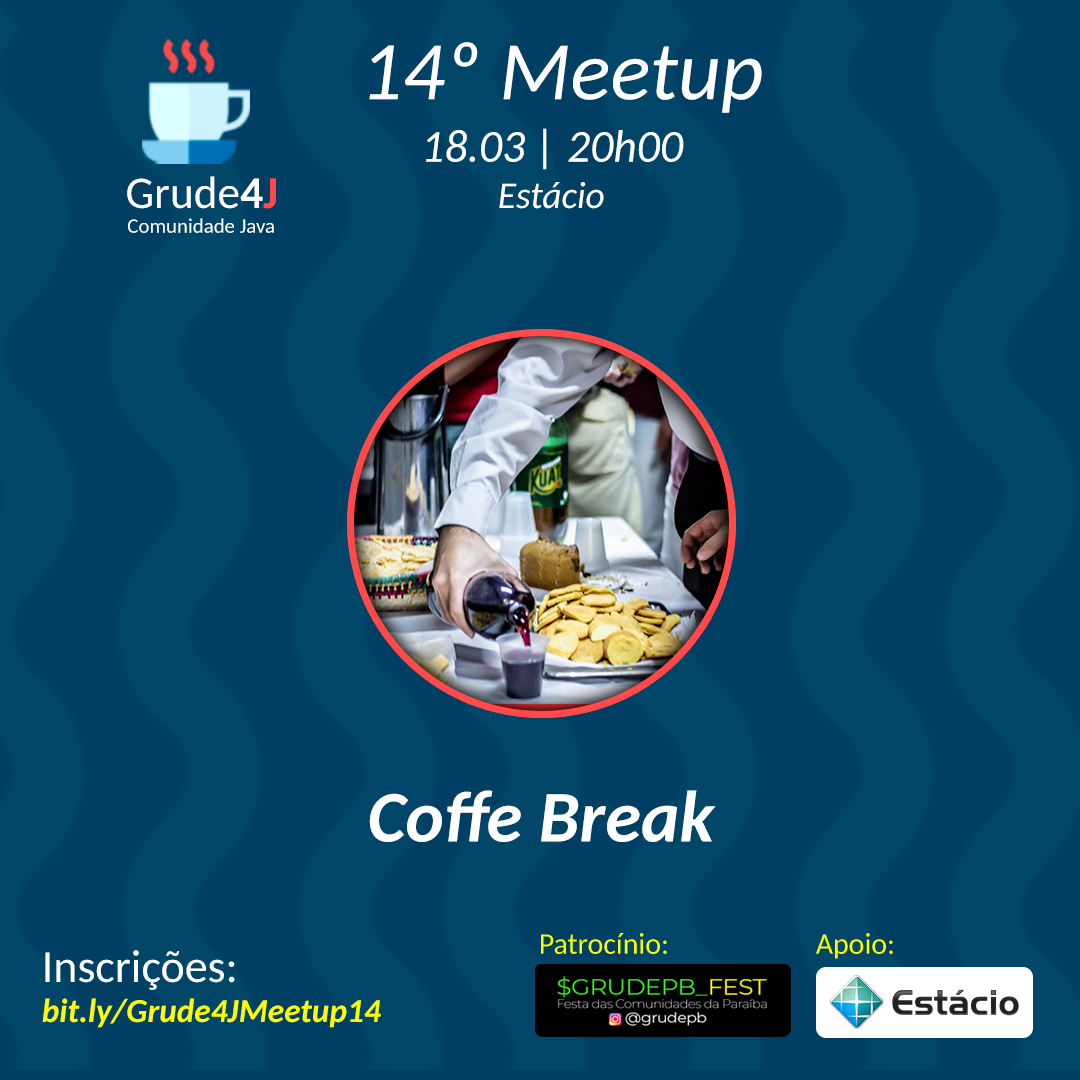 14º Meetup
18.03 | 20h00
Estácio
Grude4J
Comunidade Java
KUAT
Coffe Break
Inscrições:
bit.ly/Grude4JMeetup14
Patrocínio:
$GRUDEPB_FEST
Festa das Comunidades da Paraíba
@grudepb
Apoio:
Estácio